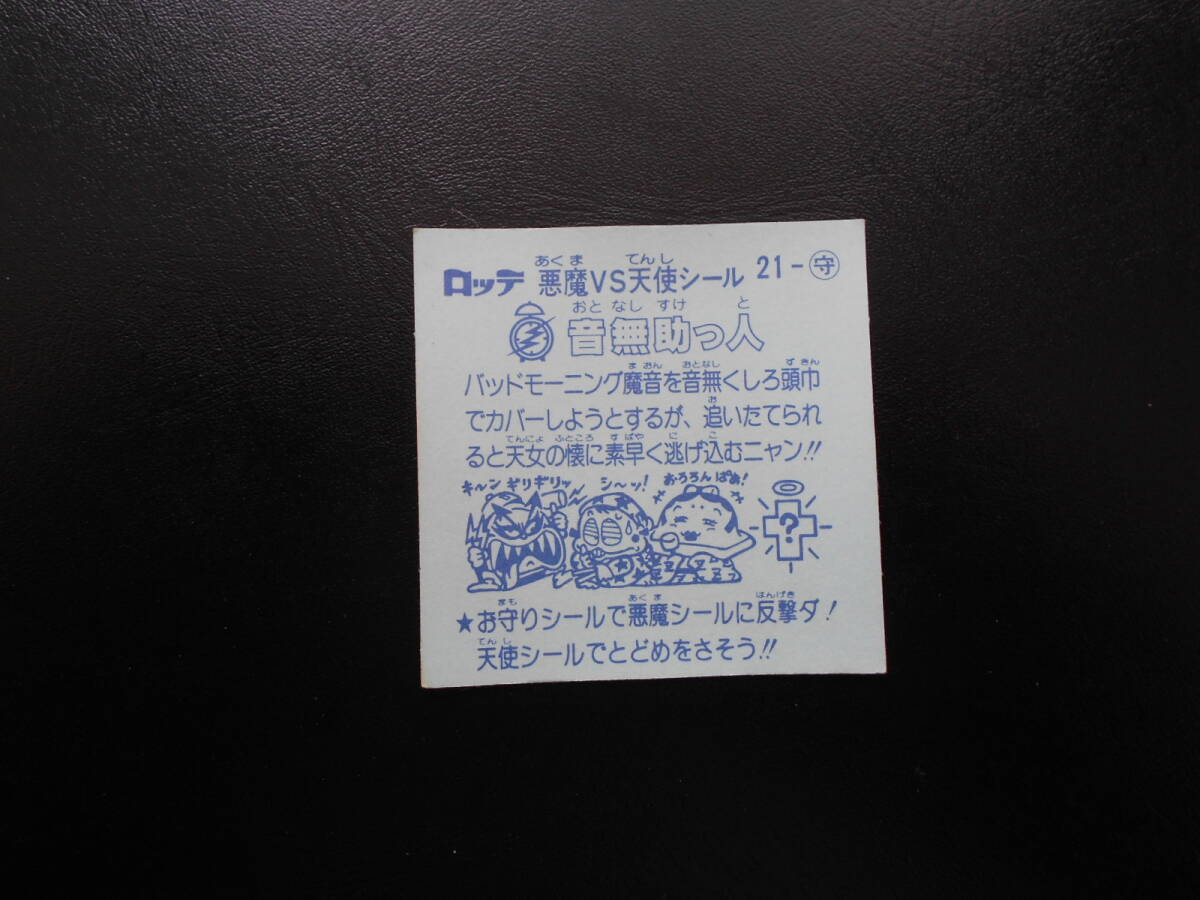 ロッテ 悪魔VS天使シール 21-守
音無助っ人
バッドモーニング魔音を音無くしろ頭巾
でカバーしようとするが、追いたてられ
ると天女の懐に素早く逃げ込むニャン!!
キーンギリギリッ シ〜ッ! おろろんぱぁ!
?
★お守りシールで悪魔シールに反撃ダ!
天使シールでとどめをさそう!!